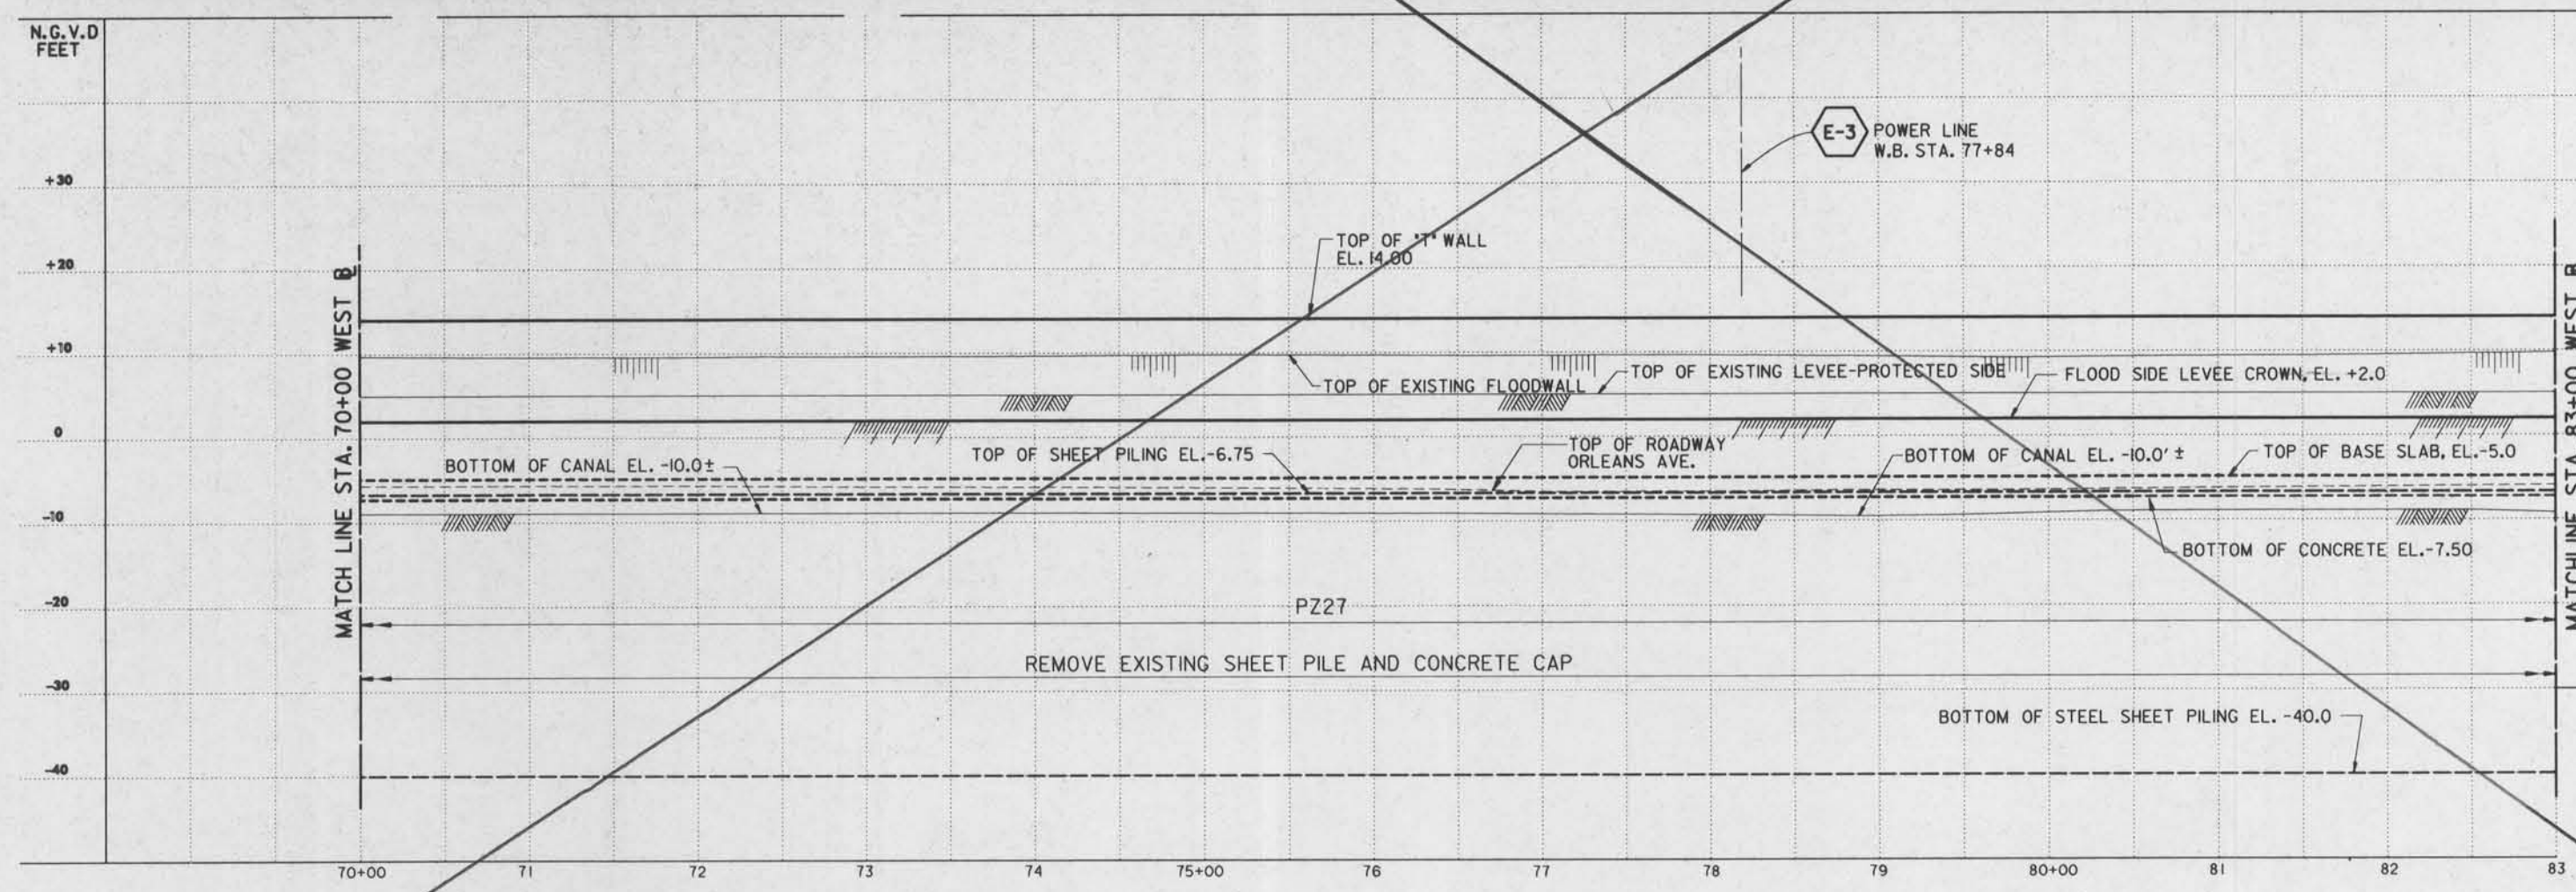 N.G.V.D
FEET
+30
+20
+10
0
-10
-20
-30
-40
MATCH LINE STA. 70+00 WEST BL
E-3
POWER LINE
W.B. STA. 77+84
TOP OF "T" WALL
EL. 14.00
TOP OF EXISTING FLOODWALL
TOP OF EXISTING LEVEE-PROTECTED SIDE
FLOOD SIDE LEVEE CROWN, EL. +2.0
BOTTOM OF CANAL EL. -10.0±
TOP OF SHEET PILING EL.-6.75
TOP OF ROADWAY
ORLEANS AVE.
BOTTOM OF CANAL EL. -10.0' ±
TOP OF BASE SLAB, EL.-5.0
BOTTOM OF CONCRETE EL.-7.50
PZ27
REMOVE EXISTING SHEET PILE AND CONCRETE CAP
BOTTOM OF STEEL SHEET PILING EL. -40.0
MATCHLINE STA. 83+00 WEST
70+00 71 72 73 74 75+00 76 77 78 79 80+00 81 82 83